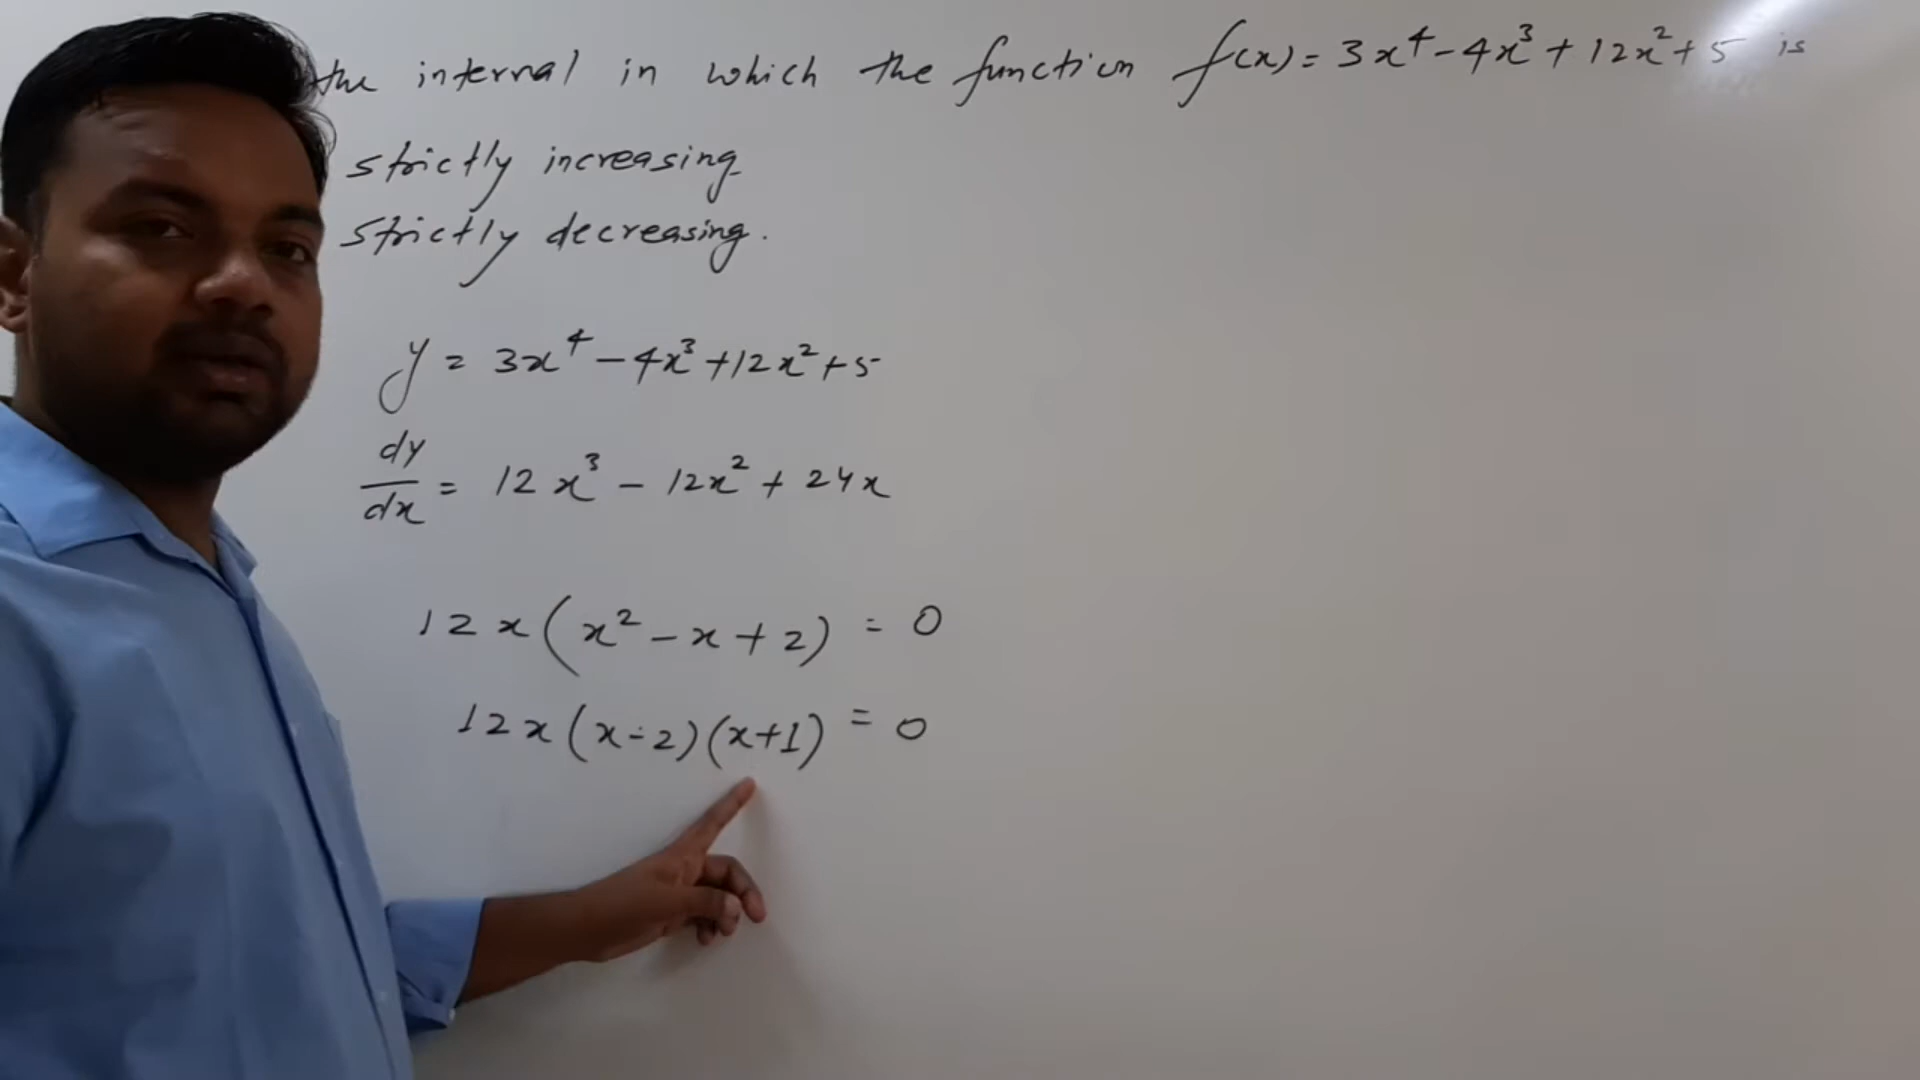 the interval in which the function f(x) = 3x⁴ - 4x³ + 12x² + 5 is
strictly increasing
strictly decreasing.
y = 3x⁴ - 4x³ + 12x² + 5
dy/dx = 12x³ - 12x² + 24x
12x(x² - x + 2) = 0
12x(x-2)(x+1) = 0